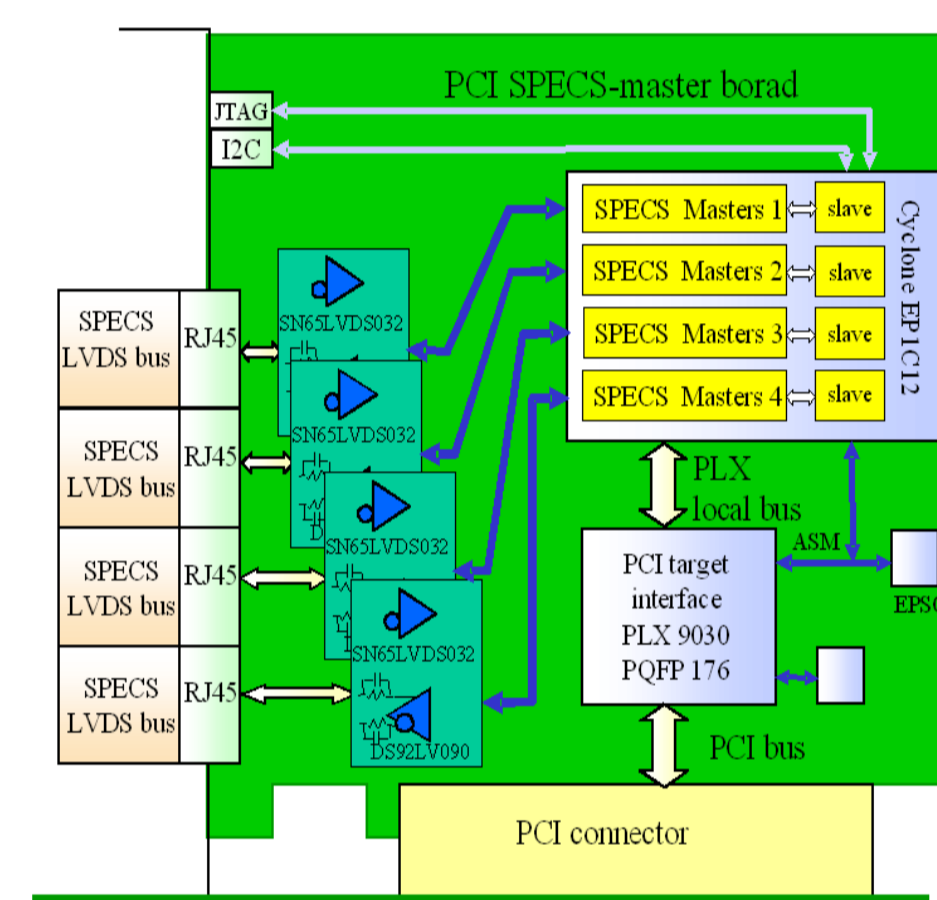 PCI SPECS-master borad
JTAG
I2C
SPECS Masters 1
slave
SPECS Masters 2
slave
SPECS Masters 3
slave
SPECS Masters 4
slave
Cyclone EP1C12
SPECS
LVDS bus
RJ45
SPECS
LVDS bus
RJ45
SPECS
LVDS bus
RJ45
SPECS
LVDS bus
RJ45
SN65LVDS032
SN65LVDS032
D
SN65LVDS032
SN65LVDS032
DS92LV090
PLX
local bus
ASM
PCI target
interface
PLX 9030
PQFP 176
PCI bus
PCI connector